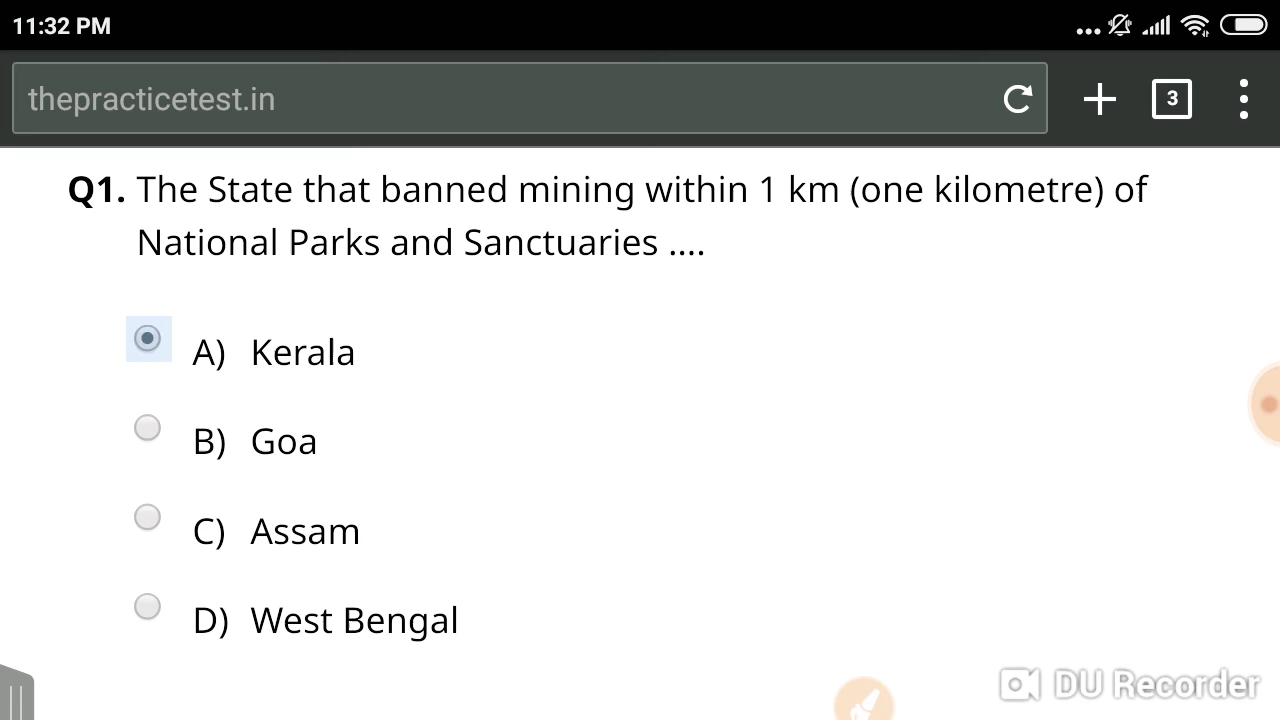 11:32 PM
thepracticetest.in
3
Q1. The State that banned mining within 1 km (one kilometre) of
National Parks and Sanctuaries ....
A) Kerala
B) Goa
C) Assam
D) West Bengal
DU Recorder